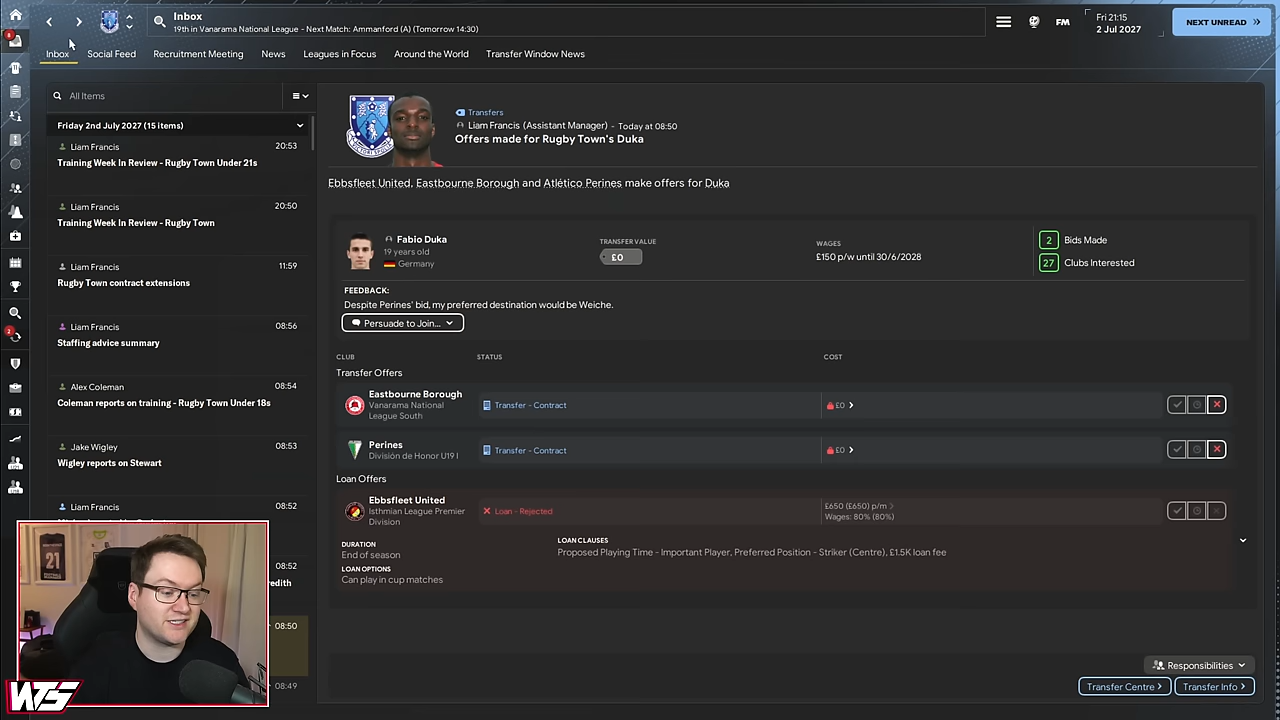 Inbox
19th in Vanarama National League - Next Match: Ammanford (A) (Tomorrow 14:30)
FM
Fri 21:15
2 Jul 2027
NEXT UNREAD
Inbox
Social Feed
Recruitment Meeting
News
Leagues in Focus
Around the World
Transfer Window News
All Items
Friday 2nd July 2027 (15 items)
Liam Francis
20:53
Training Week In Review - Rugby Town Under 21s
Liam Francis
20:50
Training Week In Review - Rugby Town
Liam Francis
11:59
Rugby Town contract extensions
Liam Francis
08:56
Staffing advice summary
Alex Coleman
08:54
Coleman reports on training - Rugby Town Under 18s
Jake Wigley
08:53
Wigley reports on Stewart
Liam Francis
08:52
08:52
08:50
08:49
Transfers
Liam Francis (Assistant Manager) - Today at 08:50
Offers made for Rugby Town's Duka
Ebbsfleet United, Eastbourne Borough and Atlético Perines make offers for Duka
Fabio Duka
19 years old
Germany
TRANSFER VALUE
£0
WAGES
£150 p/w until 30/6/2028
2 Bids Made
27 Clubs Interested
FEEDBACK:
Despite Perines' bid, my preferred destination would be Weiche.
Persuade to Join...
CLUB
STATUS
COST
Transfer Offers
Eastbourne Borough
Vanarama National
League South
Transfer - Contract
£0
Perines
División de Honor U19 I
Transfer - Contract
£0
Loan Offers
Ebbsfleet United
Isthmian League Premier
Division
Loan - Rejected
£650 (£650) p/m
Wages: 80% (80%)
DURATION
End of season
LOAN OPTIONS
Can play in cup matches
LOAN CLAUSES
Proposed Playing Time - Important Player, Preferred Position - Striker (Centre), £1.5K loan fee
Responsibilities
Transfer Centre
Transfer Info
21
WTS